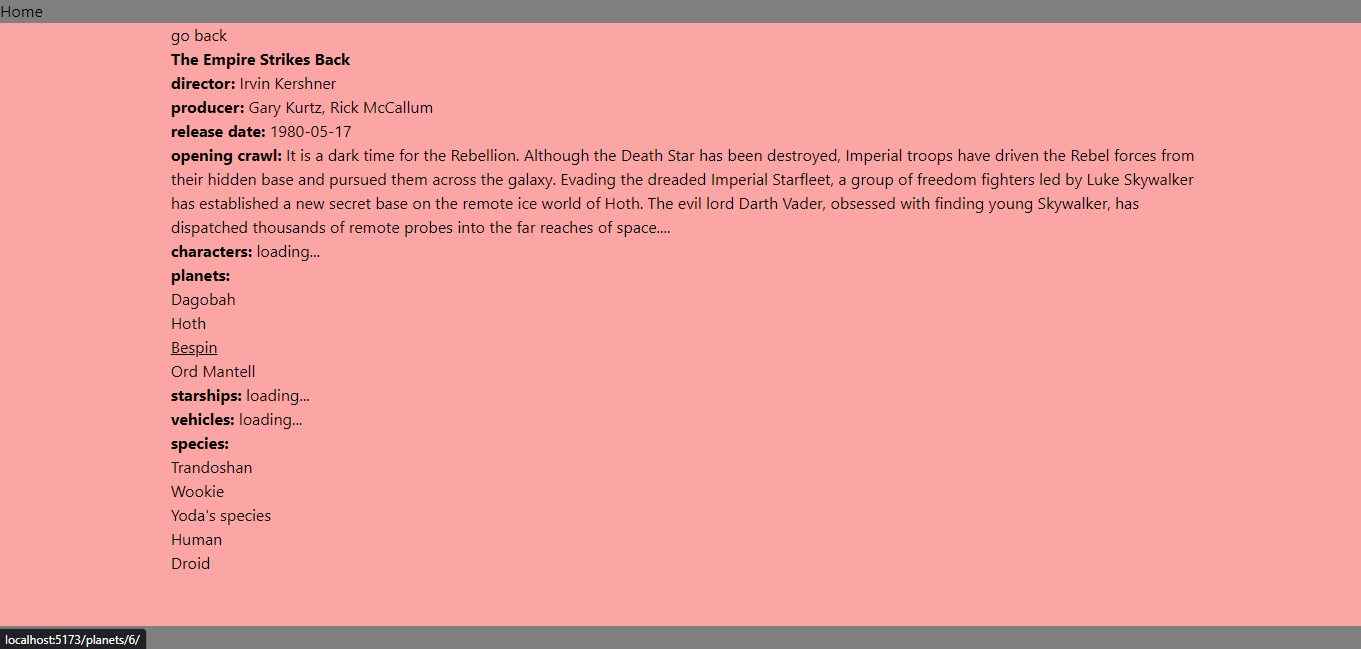 Home
go back
The Empire Strikes Back
director: Irvin Kershner
producer: Gary Kurtz, Rick McCallum
release date: 1980-05-17
opening crawl: It is a dark time for the Rebellion. Although the Death Star has been destroyed, Imperial troops have driven the Rebel forces from
their hidden base and pursued them across the galaxy. Evading the dreaded Imperial Starfleet, a group of freedom fighters led by Luke Skywalker
has established a new secret base on the remote ice world of Hoth. The evil lord Darth Vader, obsessed with finding young Skywalker, has
dispatched thousands of remote probes into the far reaches of space....
characters: loading...
planets:
Dagobah
Hoth
Bespin
Ord Mantell
starships: loading...
vehicles: loading...
species:
Trandoshan
Wookie
Yoda's species
Human
Droid
localhost:5173/planets/6/